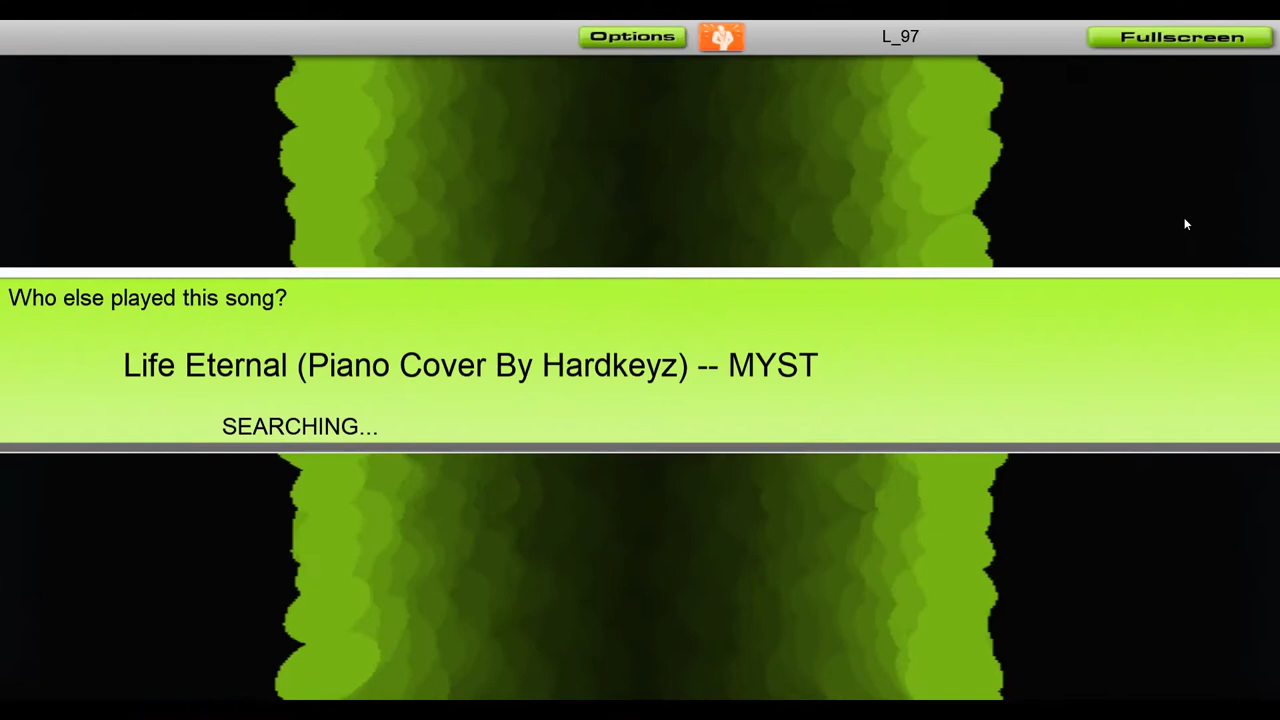 Options
L_97
Fullscreen
Who else played this song?
Life Eternal (Piano Cover By Hardkeyz) -- MYST
SEARCHING...